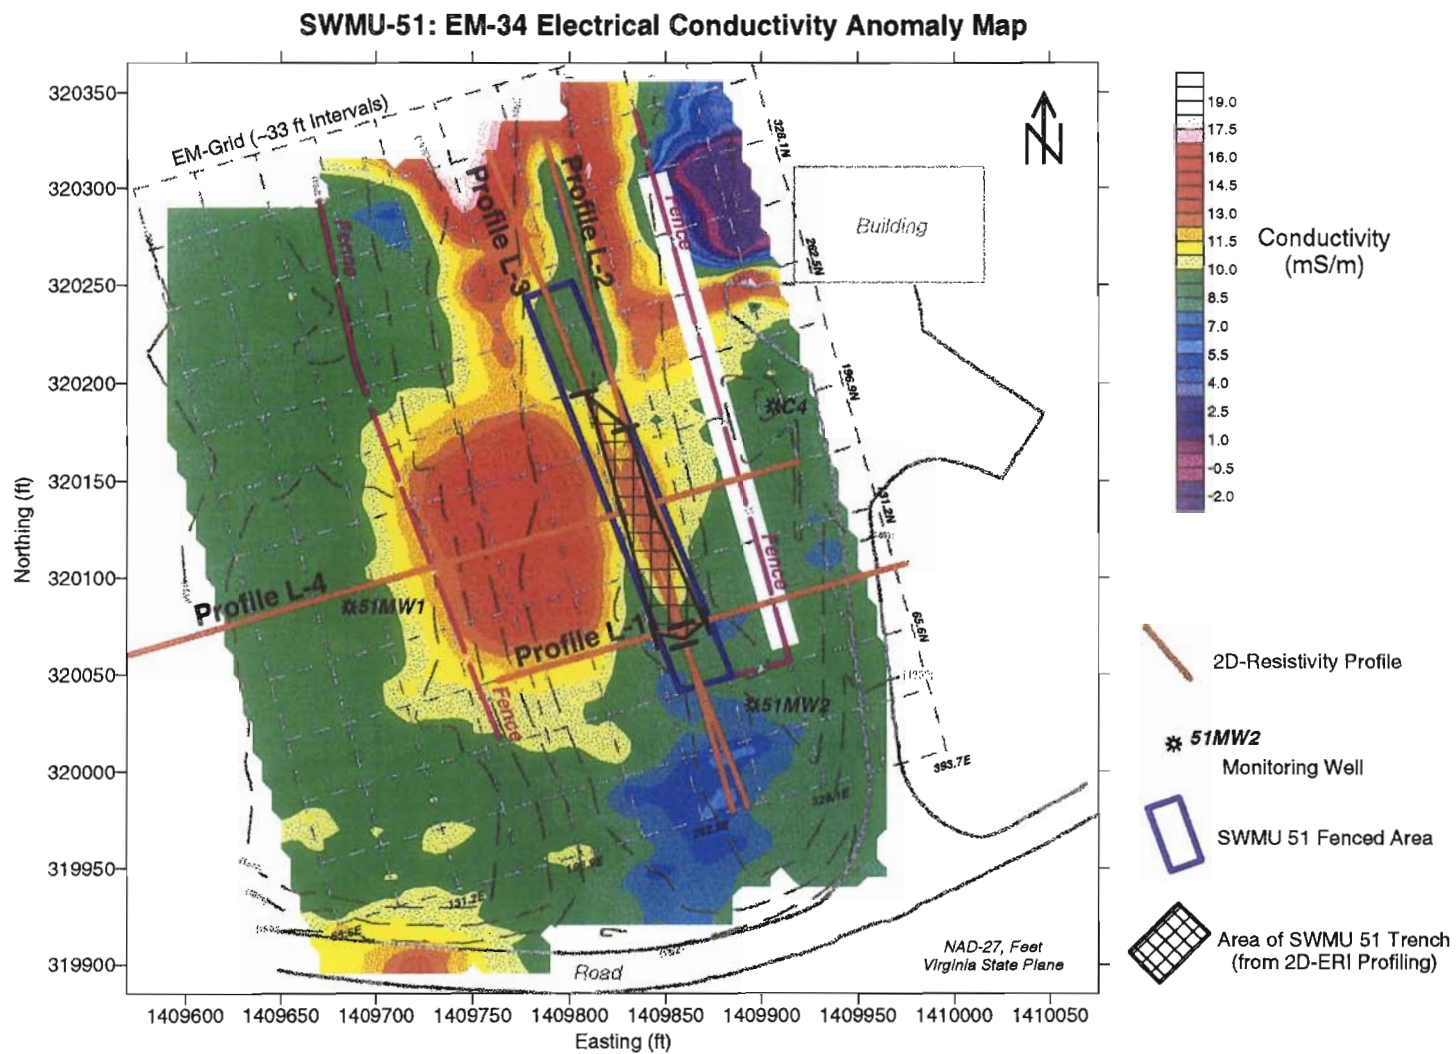 SWMU-51: EM-34 Electrical Conductivity Anomaly Map
320350
320300
320250
320200
320150
320100
320050
320000
319950
319900
Northing (ft)
EM-Grid (~33 ft Intervals)
Profile L-3
Profile L-2
Fence
Fence
Fence
Fence
328.1N
262.5N
196.9N
131.2N
65.6N
393.7E
328.1E
262.5E
196.9E
131.2E
65.6E
Building
C4
Profile L-4
51MW1
Profile L-1
51MW2
Road
NAD-27, Feet
Virginia State Plane
1409600
1409650
1409700
1409750
1409800
1409850
1409900
1409950
1410000
1410050
Easting (ft)
19.0
17.5
16.0
14.5
13.0
11.5
10.0
8.5
7.0
5.5
4.0
2.5
1.0
-0.5
-2.0
Conductivity
(mS/m)
2D-Resistivity Profile
51MW2
Monitoring Well
SWMU 51 Fenced Area
Area of SWMU 51 Trench
(from 2D-ERI Profiling)